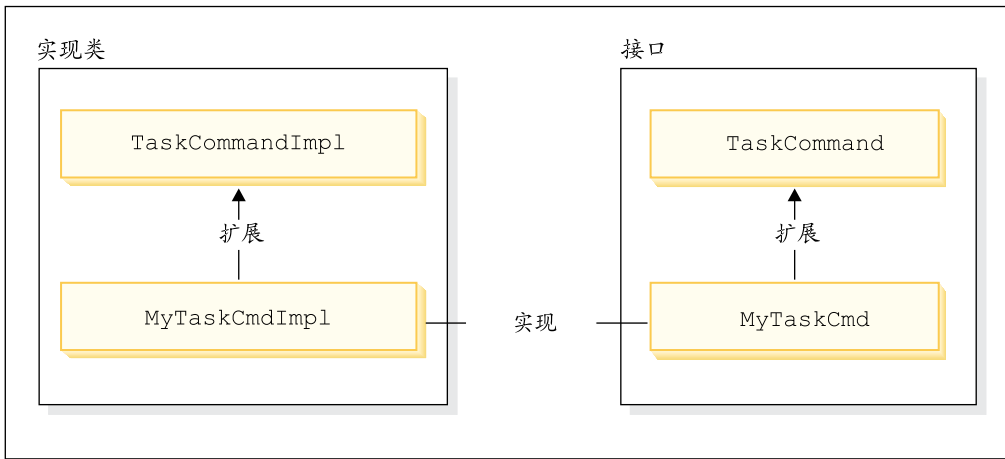 实现类
接口
TaskCommandImpl
TaskCommand
扩展
扩展
MyTaskCmdImpl
实现
MyTaskCmd